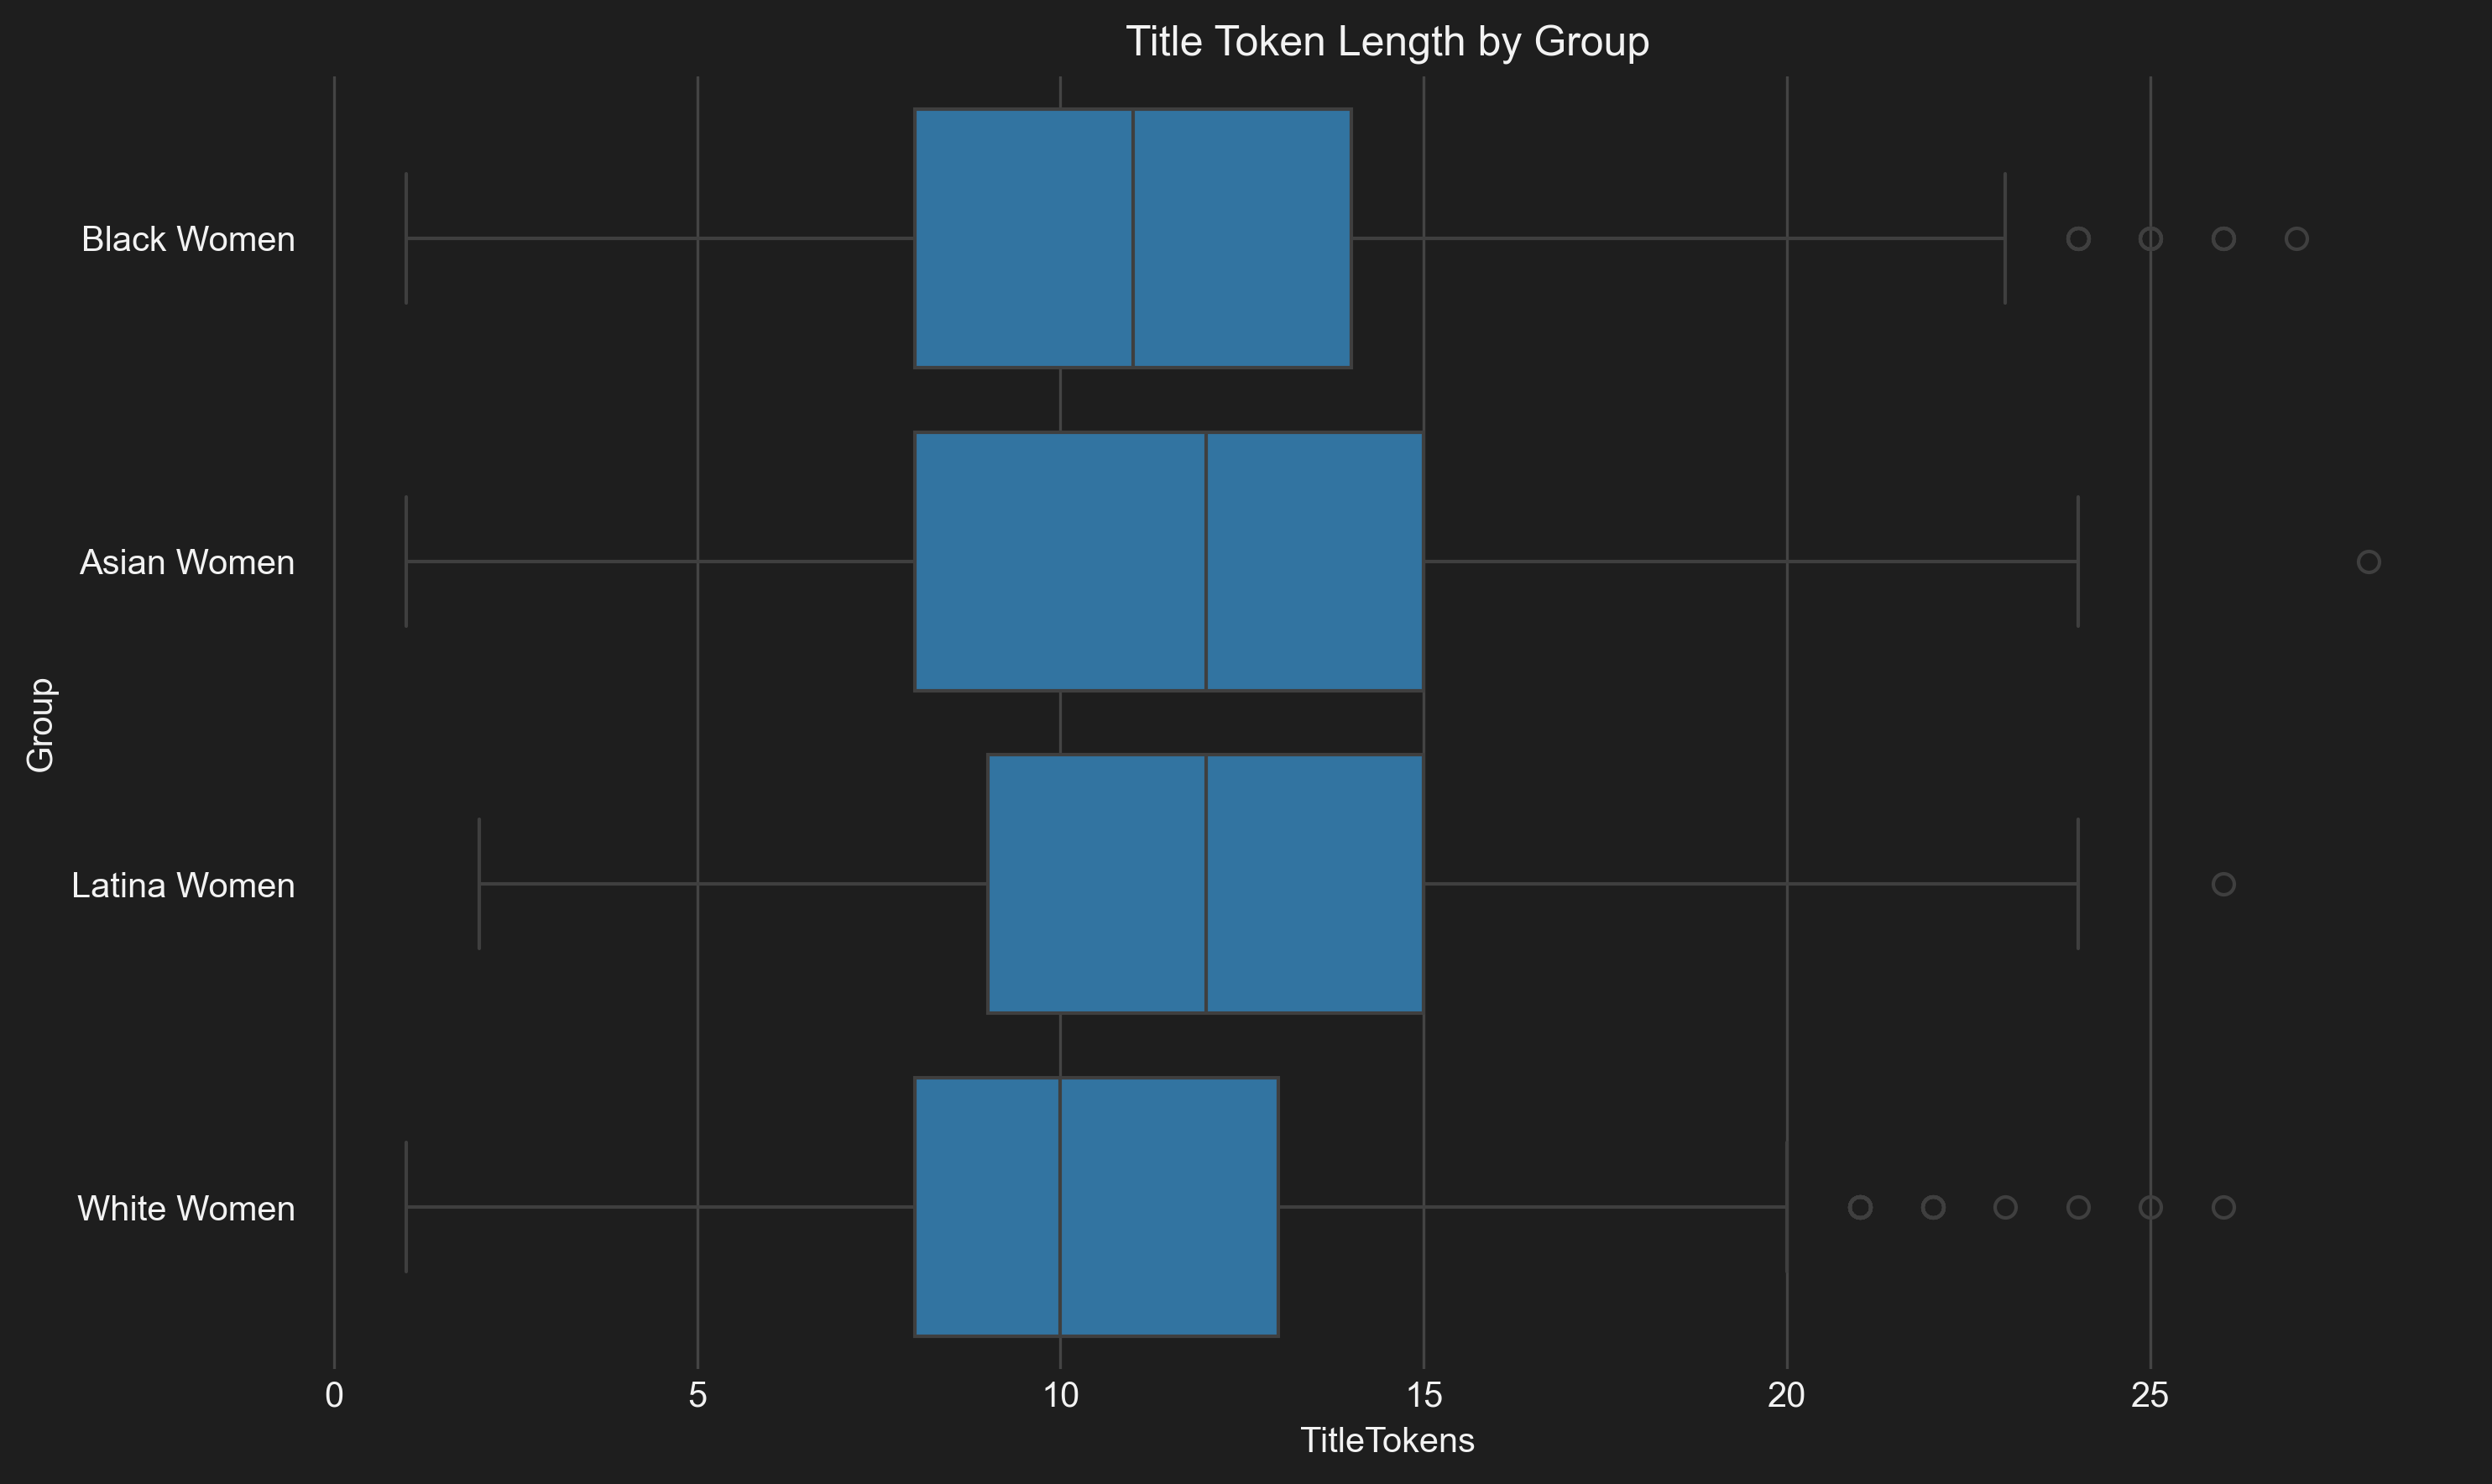 Title Token Length by Group
Black Women
Asian Women
Latina Women
White Women
Group
0 5 10 15 20 25
TitleTokens